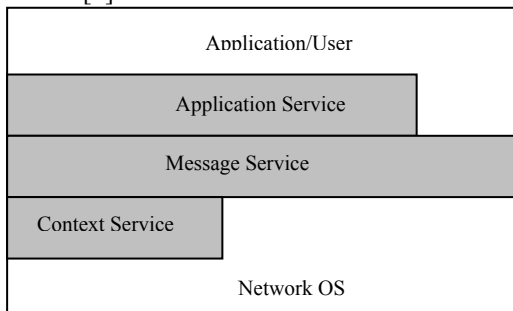 Application/User
Application Service
Message Service
Context Service
Network OS